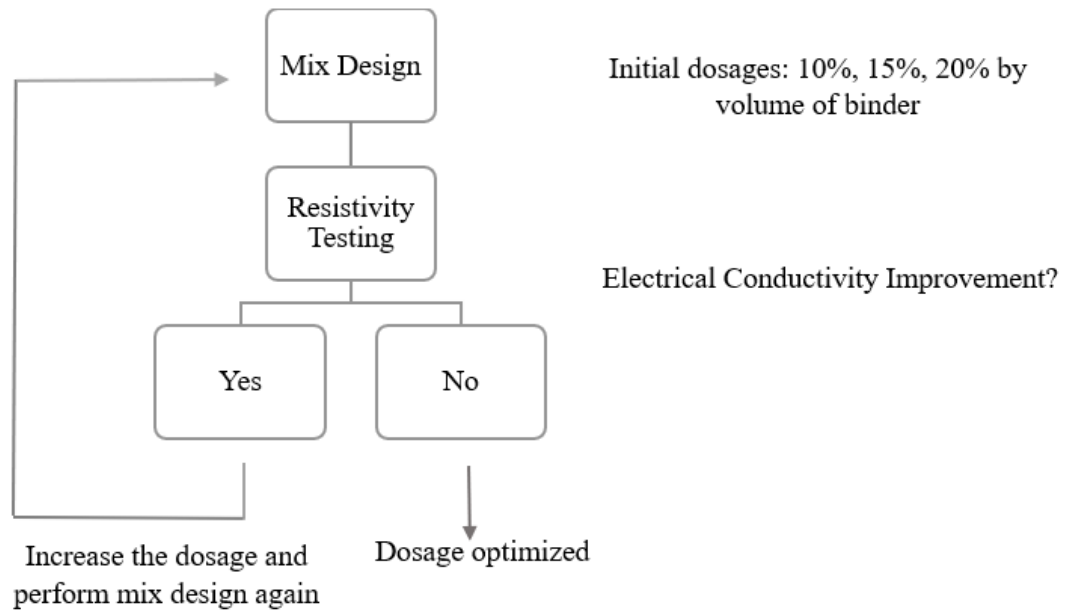 Mix Design
Initial dosages: 10%, 15%, 20% by
volume of binder
Resistivity
Testing
Electrical Conductivity Improvement?
Yes
No
Increase the dosage and
perform mix design again
Dosage optimized